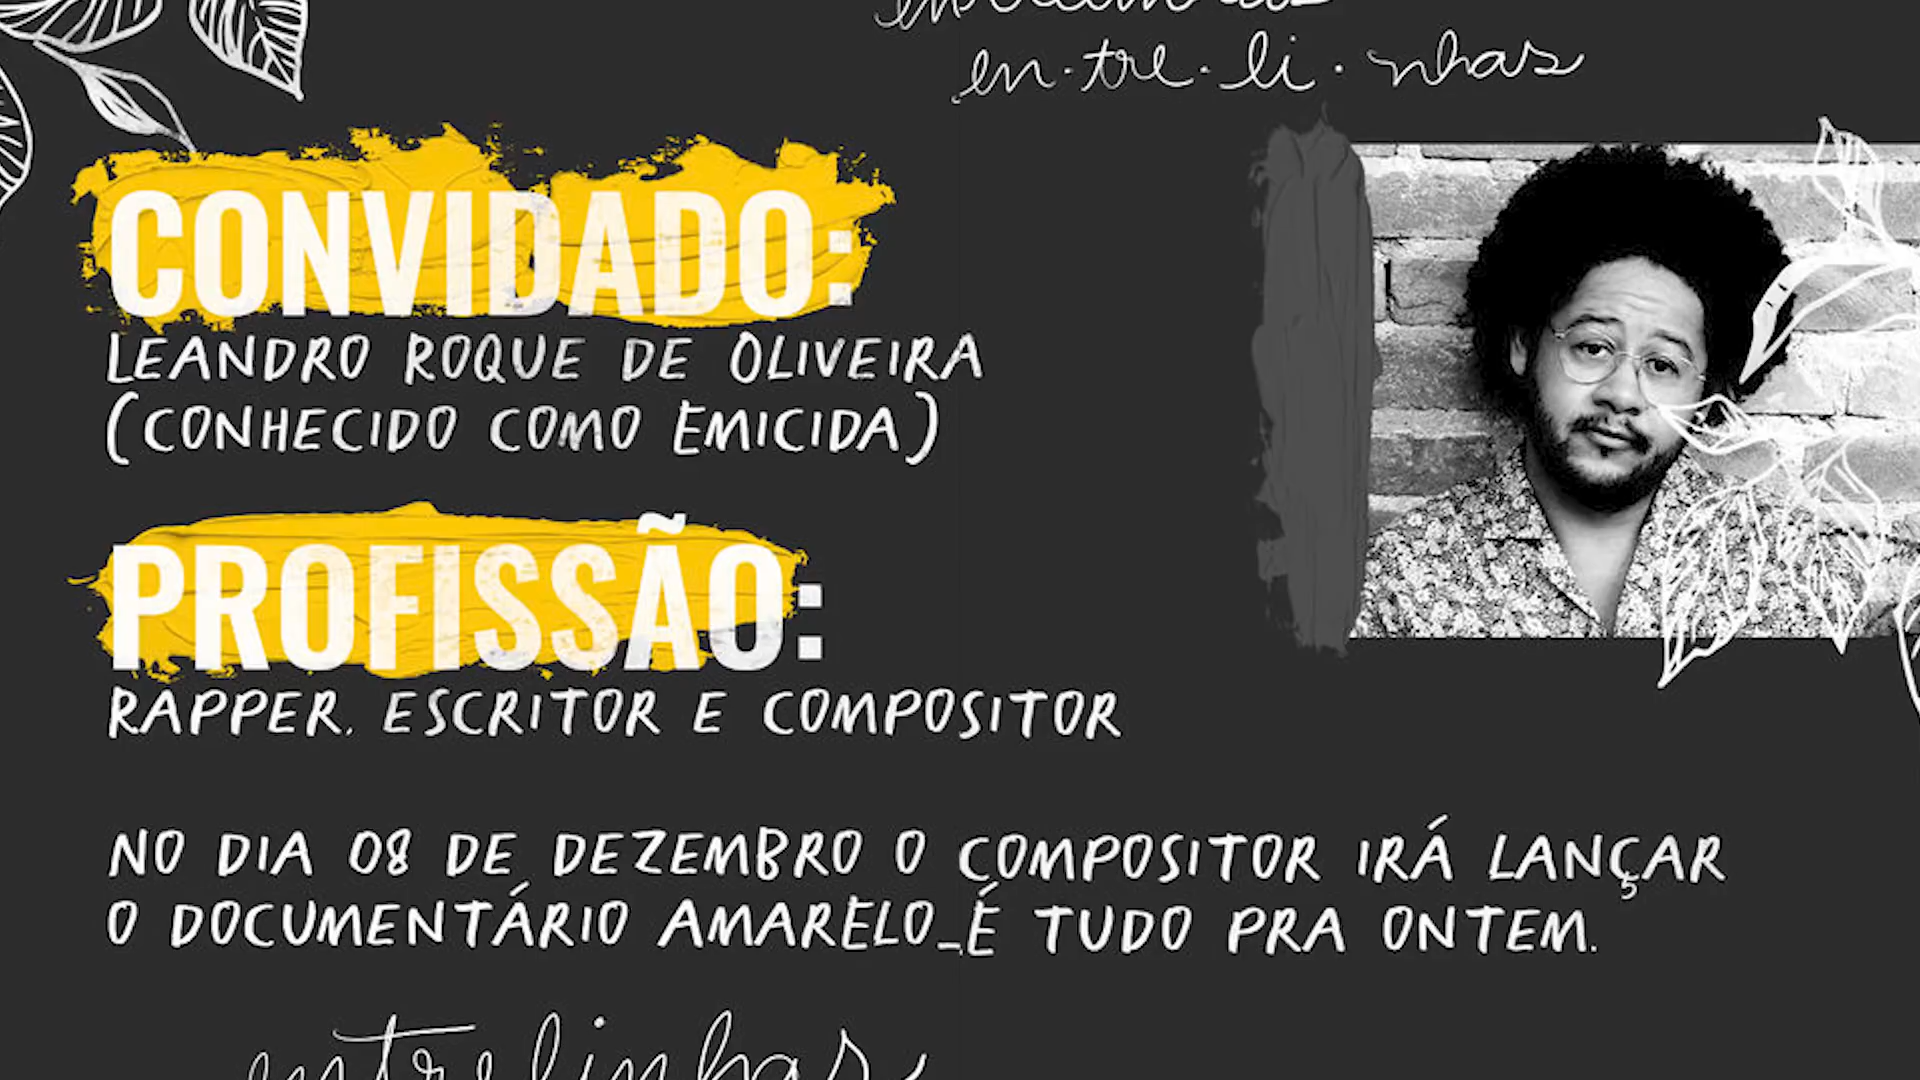 en·tre·li·nhas
CONVIDADO:
LEANDRO ROQUE DE OLIVEIRA
(CONHECIDO COMO EMICIDA)
PROFISSÃO:
RAPPER, ESCRITOR E COMPOSITOR
NO DIA 08 DE DEZEMBRO O COMPOSITOR IRÁ LANÇAR
O DOCUMENTÁRIO AMARELO_É TUDO PRA ONTEM.
entrelinhas